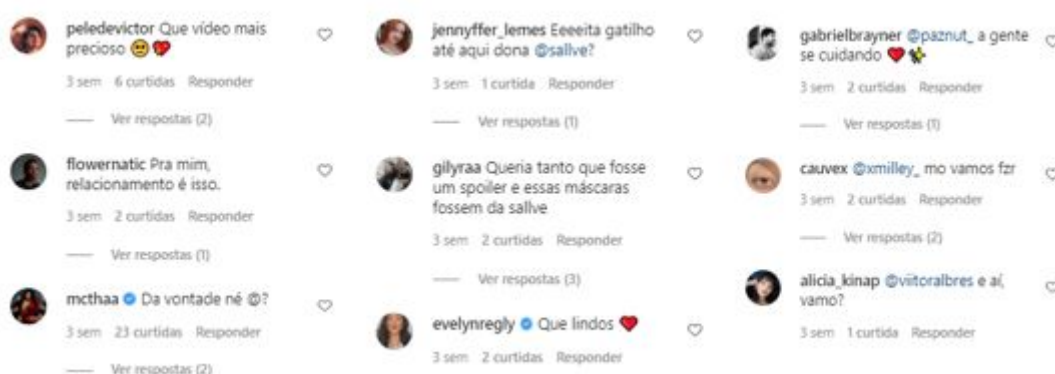 peledevictor Que vídeo mais
precioso 🥺💖
3 sem 6 curtidas Responder
Ver respostas (2)
flowernatic Pra mim,
relacionamento é isso.
3 sem 2 curtidas Responder
Ver respostas (1)
mcthaa Da vontade né @?
3 sem 23 curtidas Responder
Ver respostas (2)
jennyffer_lemes Eeeeita gatilho
até aqui dona @sallve?
3 sem 1 curtida Responder
Ver respostas (1)
gilyraa Queria tanto que fosse
um spoiler e essas máscaras
fossem da sallve
3 sem 2 curtidas Responder
Ver respostas (3)
evelynregly Que lindos ❤️
3 sem 2 curtidas Responder
gabrielbrayner @paznut_ a gente
se cuidando ❤️
3 sem 2 curtidas Responder
Ver respostas (1)
cauvex @xmilley_ mo vamos fzr
3 sem 2 curtidas Responder
Ver respostas (2)
alicia_kinap @viitoralbres e aí,
vamo?
3 sem 1 curtida Responder